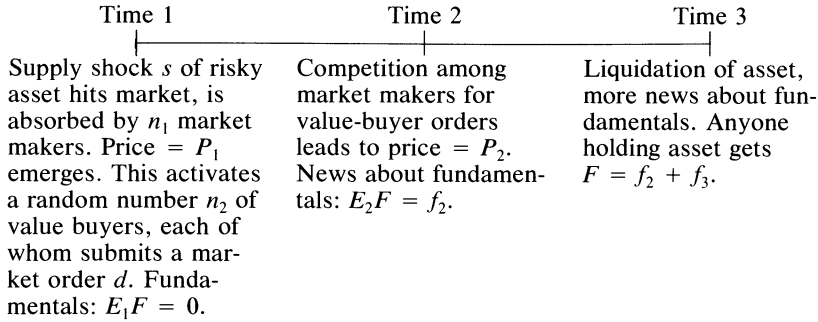 Time 1
Time 2
Time 3
Supply shock s of risky
asset hits market, is
absorbed by n₁ market
makers. Price = P₁
emerges. This activates
a random number n₂ of
value buyers, each of
whom submits a mar-
ket order d. Funda-
mentals: E₁F = 0.
Competition among
market makers for
value-buyer orders
leads to price = P₂.
News about fundamen-
tals: E₂F = f₂.
Liquidation of asset,
more news about fun-
damentals. Anyone
holding asset gets
F = f₂ + f₃.